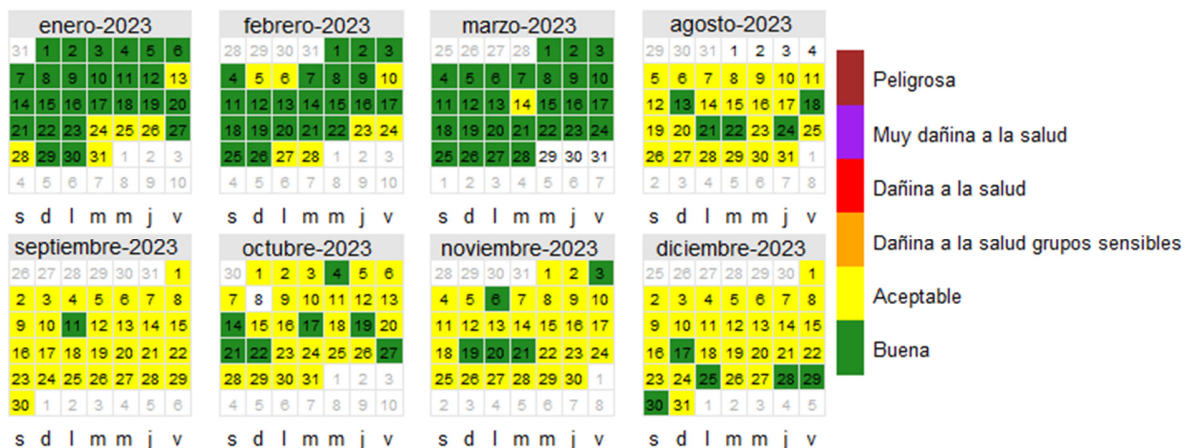 enero-2023
31 1 2 3 4 5 6
7 8 9 10 11 12 13
14 15 16 17 18 19 20
21 22 23 24 25 26 27
28 29 30 31 1 2 3
4 5 6 7 8 9 10
s d l m m j v
febrero-2023
28 29 30 31 1 2 3
4 5 6 7 8 9 10
11 12 13 14 15 16 17
18 19 20 21 22 23 24
25 26 27 28 1 2 3
4 5 6 7 8 9 10
s d l m m j v
marzo-2023
25 26 27 28 1 2 3
4 5 6 7 8 9 10
11 12 13 14 15 16 17
18 19 20 21 22 23 24
25 26 27 28 29 30 31
1 2 3 4 5 6 7
s d l m m j v
agosto-2023
29 30 31 1 2 3 4
5 6 7 8 9 10 11
12 13 14 15 16 17 18
19 20 21 22 23 24 25
26 27 28 29 30 31 1
2 3 4 5 6 7 8
s d l m m j v
septiembre-2023
26 27 28 29 30 31 1
2 3 4 5 6 7 8
9 10 11 12 13 14 15
16 17 18 19 20 21 22
23 24 25 26 27 28 29
30 1 2 3 4 5 6
s d l m m j v
octubre-2023
30 1 2 3 4 5 6
7 8 9 10 11 12 13
14 15 16 17 18 19 20
21 22 23 24 25 26 27
28 29 30 31 1 2 3
4 5 6 7 8 9 10
s d l m m j v
noviembre-2023
28 29 30 31 1 2 3
4 5 6 7 8 9 10
11 12 13 14 15 16 17
18 19 20 21 22 23 24
25 26 27 28 29 30 1
2 3 4 5 6 7 8
s d l m m j v
diciembre-2023
25 26 27 28 29 30 1
2 3 4 5 6 7 8
9 10 11 12 13 14 15
16 17 18 19 20 21 22
23 24 25 26 27 28 29
30 31 1 2 3 4 5
s d l m m j v
Peligrosa
Muy dañina a la salud
Dañina a la salud
Dañina a la salud grupos sensibles
Aceptable
Buena